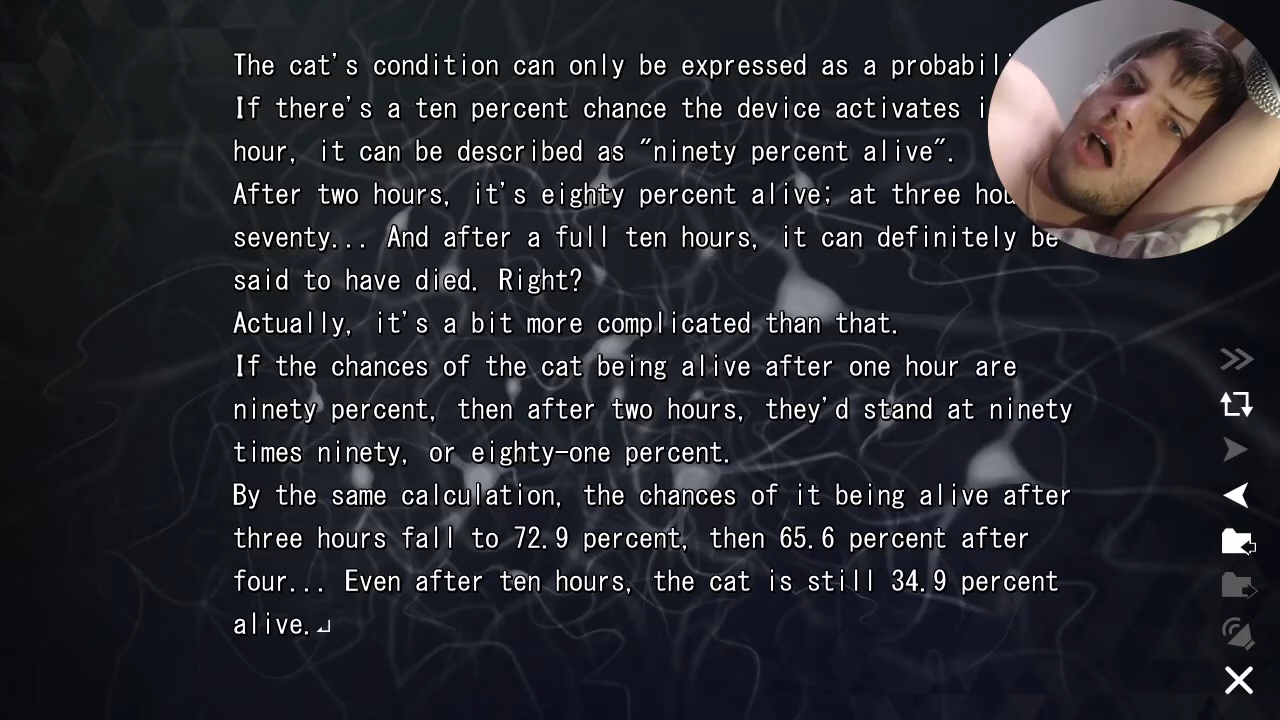 The cat's condition can only be expressed as a
If there's a ten percent chance the device activates
hour, it can be described as "ninety percent alive".
After two hours, it's eighty percent alive; at three
seventy... And after a full ten hours, it can definitely be
said to have died. Right?
Actually, it's a bit more complicated than that.
If the chances of the cat being alive after one hour are
ninety percent, then after two hours, they'd stand at ninety
times ninety, or eighty-one percent.
By the same calculation, the chances of it being alive after
three hours fall to 72.9 percent, then 65.6 percent after
four... Even after ten hours, the cat is still 34.9 percent
alive.